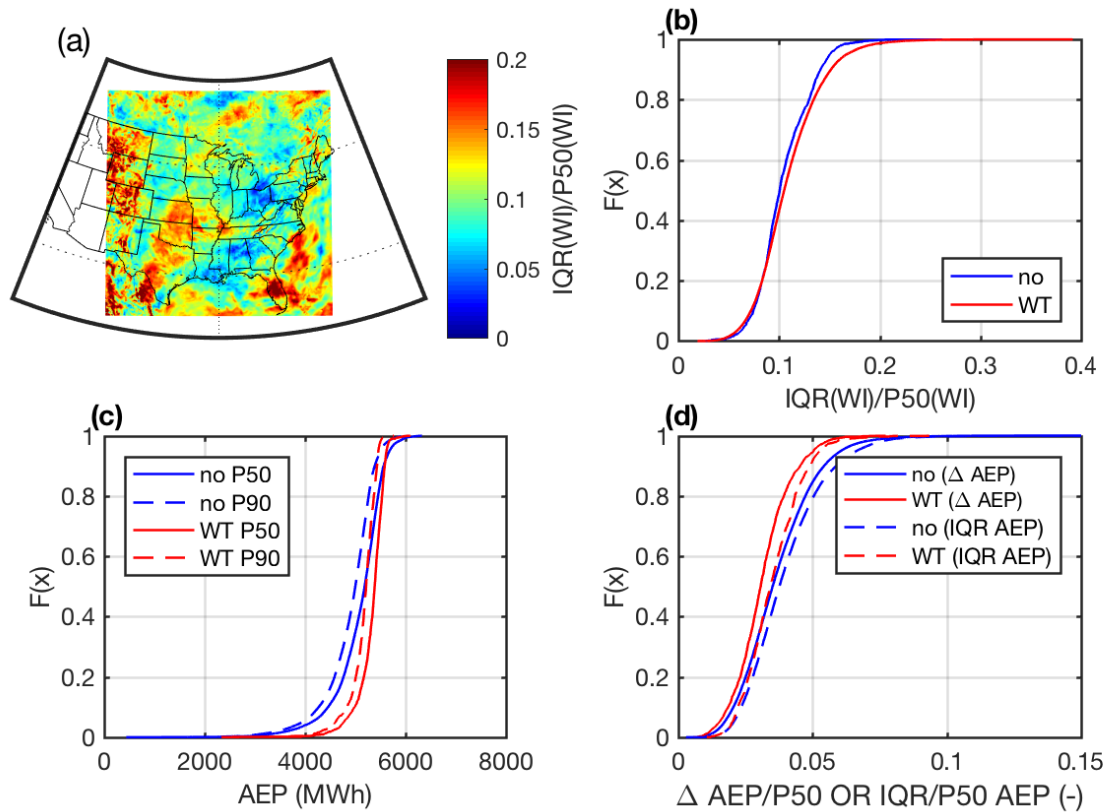 (a)
0.2
0.15
0.1
0.05
0
IQR(WI)/P50(WI)
(b)
1
0.8
0.6
0.4
0.2
0
F(x)
no
WT
0 0.1 0.2 0.3 0.4
IQR(WI)/P50(WI)
(c)
1
0.8
0.6
0.4
0.2
0
F(x)
no P50
no P90
WT P50
WT P90
0 2000 4000 6000 8000
AEP (MWh)
(d)
1
0.8
0.6
0.4
0.2
0
F(x)
no (Δ AEP)
WT (Δ AEP)
no (IQR AEP)
WT (IQR AEP)
0 0.05 0.1 0.15
Δ AEP/P50 OR IQR/P50 AEP (-)